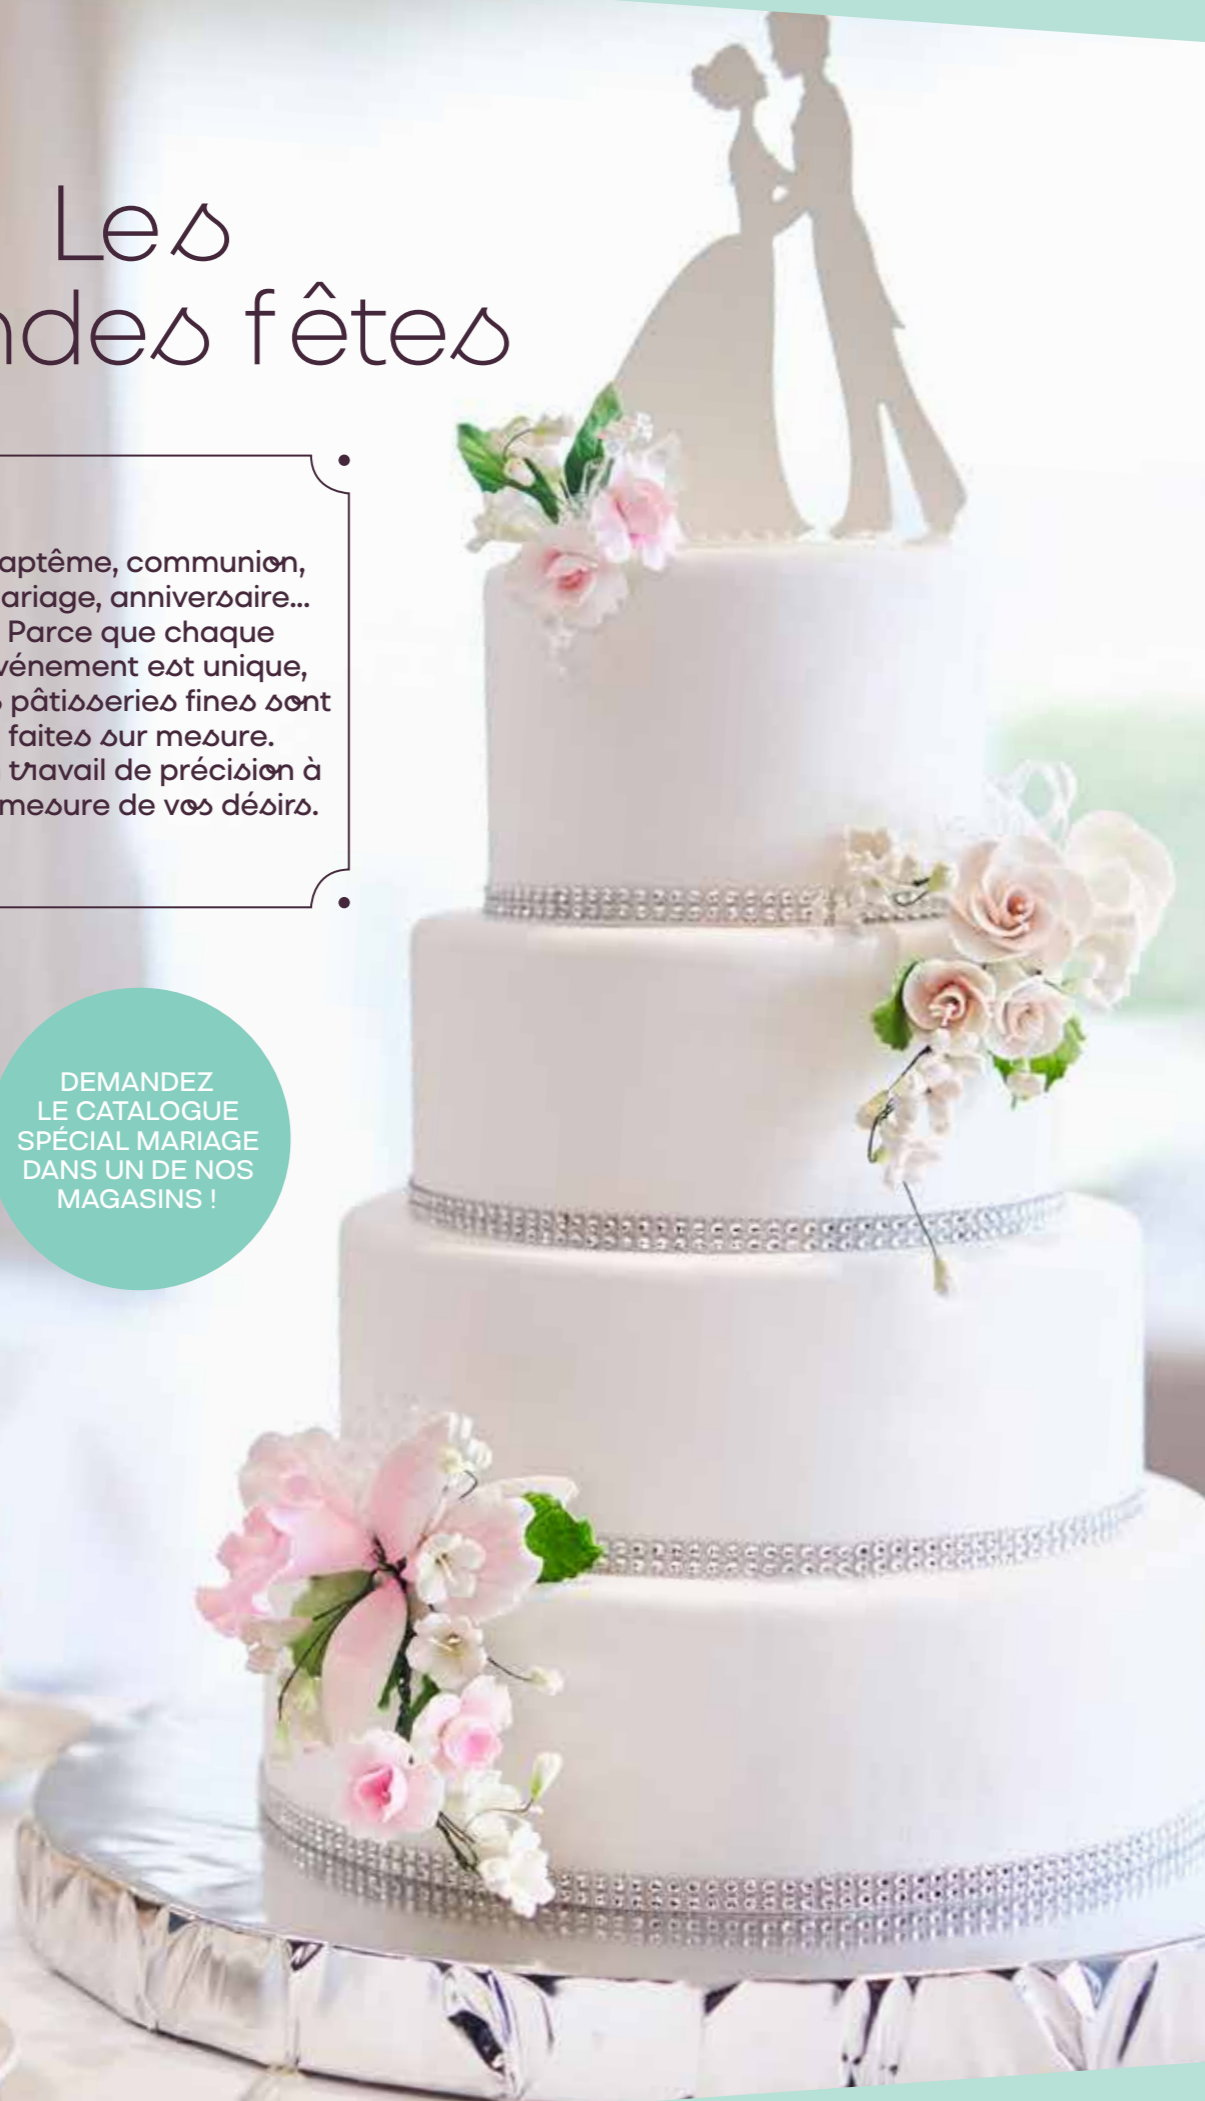 Les
ndes fêtes
aptême, communion,
ariage, anniversaire...
Parce que chaque
vénement est unique,
s pâtisseries fines sont
faites sur mesure.
travail de précision à
mesure de vos désirs.
DEMANDEZ
LE CATALOGUE
SPÉCIAL MARIAGE
DANS UN DE NOS
MAGASINS !